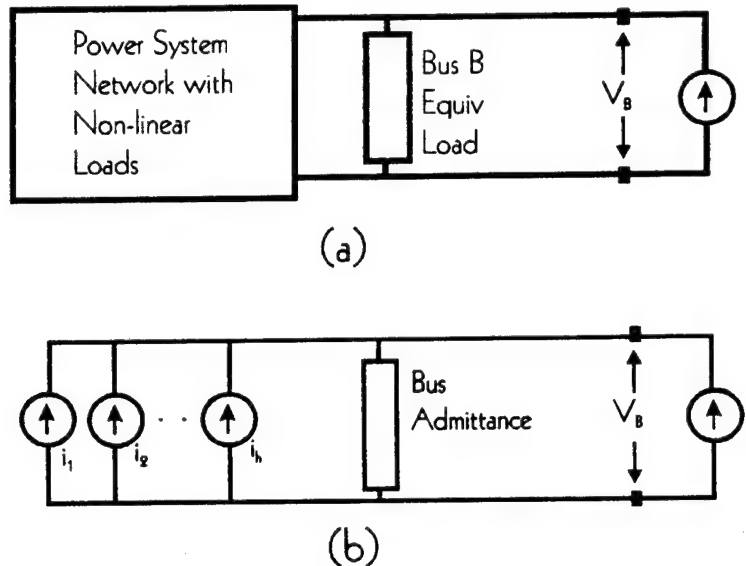 Power System
Network with
Non-linear
Loads
Bus B
Equiv
Load
V_B
(a)
i_1
i_2
. .
i_h
Bus
Admittance
V_B
(b)